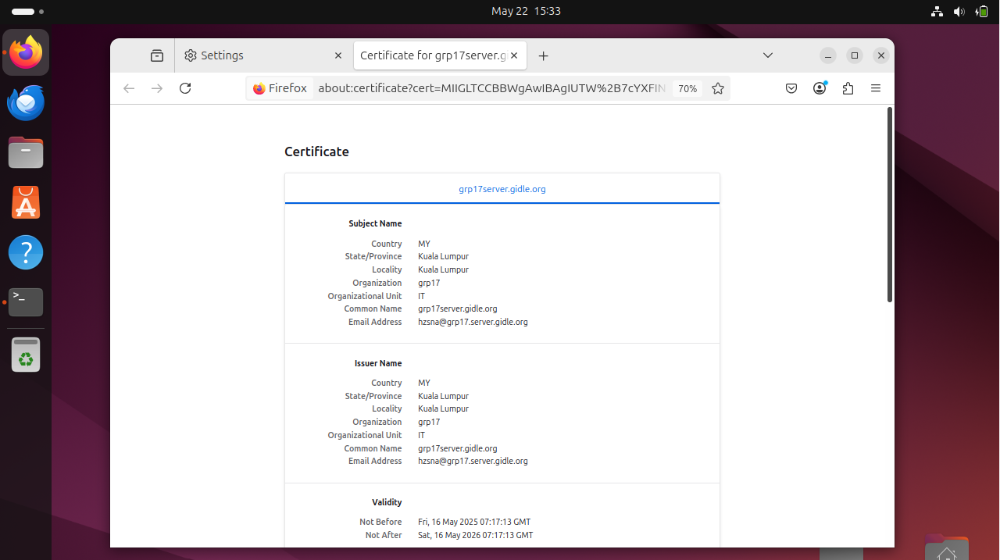 May 22 15:33
Settings
Certificate for grp17server.g
Firefox
about:certificate?cert=MIIGLTCCBBWgAwIBAgIUTW%2B7cYXFIN
70%
Certificate
grp17server.gidle.org
Subject Name
Country MY
State/Province Kuala Lumpur
Locality Kuala Lumpur
Organization grp17
Organizational Unit IT
Common Name grp17server.gidle.org
Email Address hzsna@grp17.server.gidle.org
Issuer Name
Country MY
State/Province Kuala Lumpur
Locality Kuala Lumpur
Organization grp17
Organizational Unit IT
Common Name grp17server.gidle.org
Email Address hzsna@grp17.server.gidle.org
Validity
Not Before Fri, 16 May 2025 07:17:13 GMT
Not After Sat, 16 May 2026 07:17:13 GMT